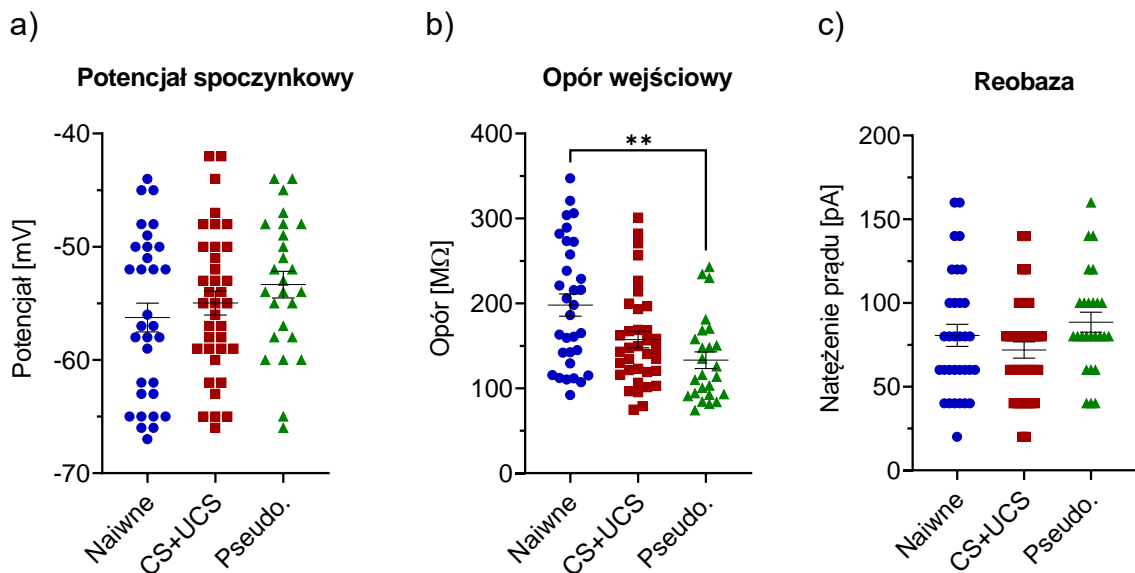 a)
Potencjał spoczynkowy
Potencjał [mV]
-40
-50
-60
-70
Naiwne
CS+UCS
Pseudo.
b)
Opór wejściowy
**
Opór [MΩ]
400
300
200
100
0
Naiwne
CS+UCS
Pseudo.
c)
Reobaza
Natężenie prądu [pA]
200
150
100
50
0
Naiwne
CS+UCS
Pseudo.